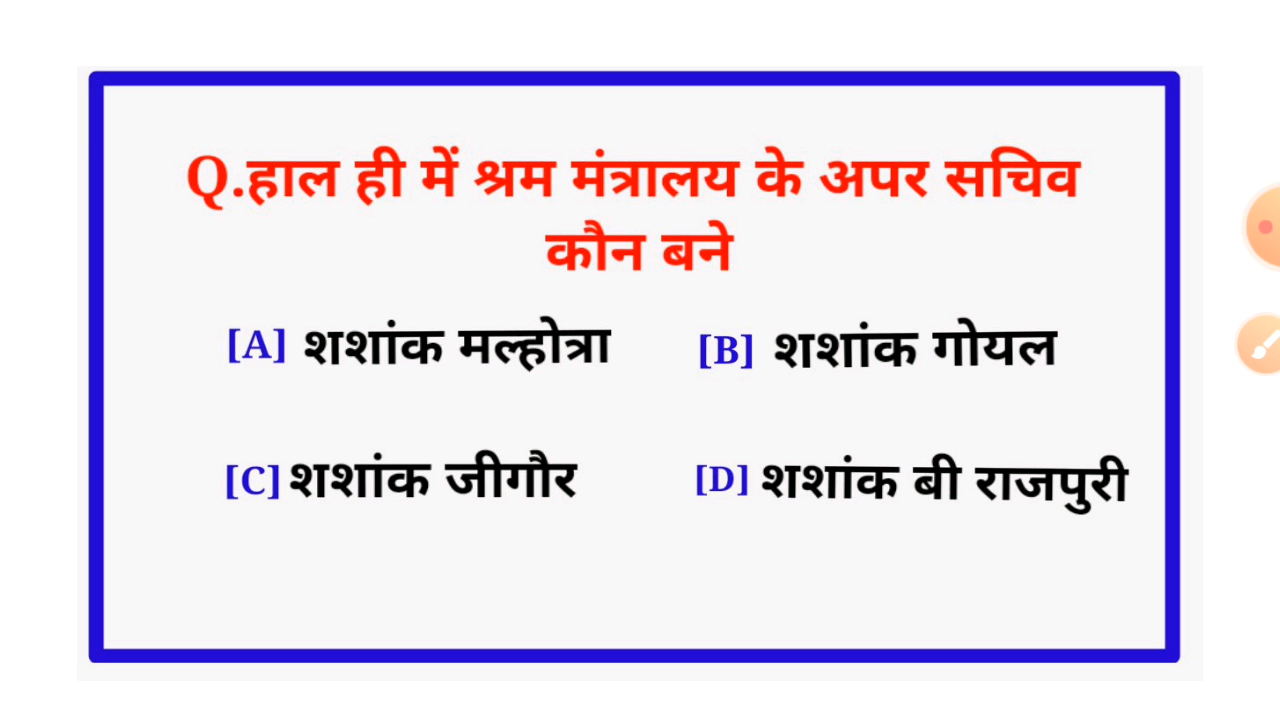 Q.हाल ही में श्रम मंत्रालय के अपर सचिव
कौन बने
[A] शशांक मल्होत्रा [B] शशांक गोयल
[C] शशांक जीगौर [D] शशांक बी राजपुरी